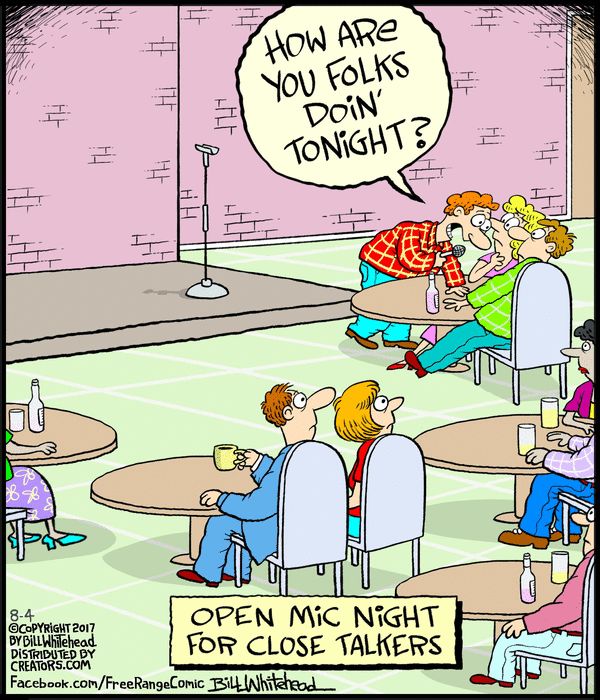 HOW ARE
YOU FOLKS
DOIN'
TONIGHT?
8-4
©COPYRIGHT 2017
BY Bill Whitehead
DISTRIBUTED BY
CREATORS.COM
Facebook.com/FreeRangeComic Bill Whitehead
OPEN MIC NIGHT
FOR CLOSE TALKERS